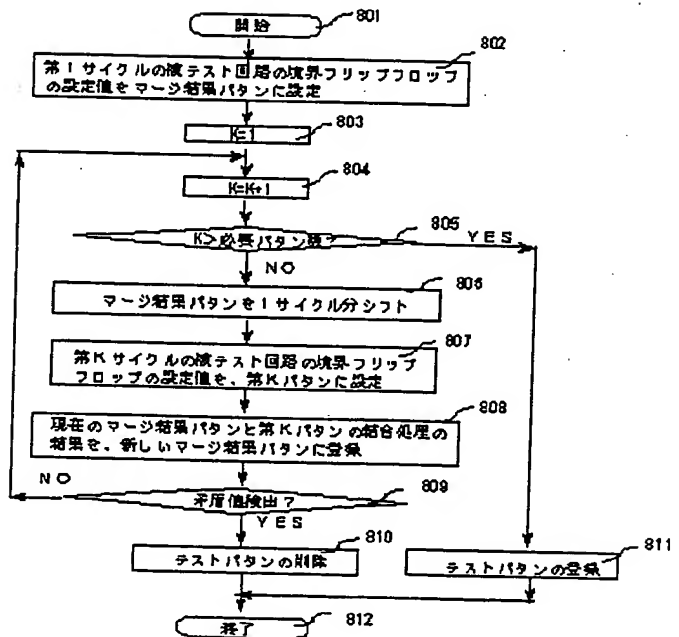 開始
801
802
第1サイクルの被テスト回路の境界フリップフロップ
の設定値をマージ結果パタンに設定
803
K=1
804
K=K+1
805
K>必要パタン数?
YES
NO
806
マージ結果パタンを1サイクル分シフト
807
第Kサイクルの被テスト回路の境界フリップ
フロップの設定値を、第Kパタンに設定
808
現在のマージ結果パタンと第Kパタンの結合処理の
結果を、新しいマージ結果パタンに登録
NO
809
矛盾値検出?
YES
810
テストパタンの削除
811
テストパタンの登録
812
終了